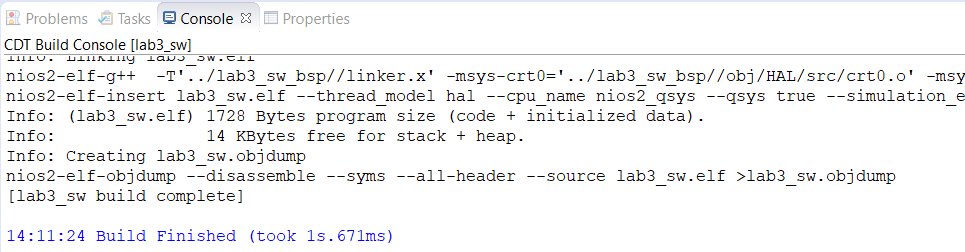 Problems Tasks Console Properties
CDT Build Console [lab3_sw]
Info: Linking lab3_sw.elf
nios2-elf-g++ -T'../lab3_sw_bsp//linker.x' -msys-crt0='../lab3_sw_bsp//obj/HAL/src/crt0.o' -msy
nios2-elf-insert lab3_sw.elf --thread_model hal --cpu_name nios2_qsys --qsys true --simulation_e
Info: (lab3_sw.elf) 1728 Bytes program size (code + initialized data).
Info: 14 KBytes free for stack + heap.
Info: Creating lab3_sw.objdump
nios2-elf-objdump --disassemble --syms --all-header --source lab3_sw.elf >lab3_sw.objdump
[lab3_sw build complete]
14:11:24 Build Finished (took 1s.671ms)